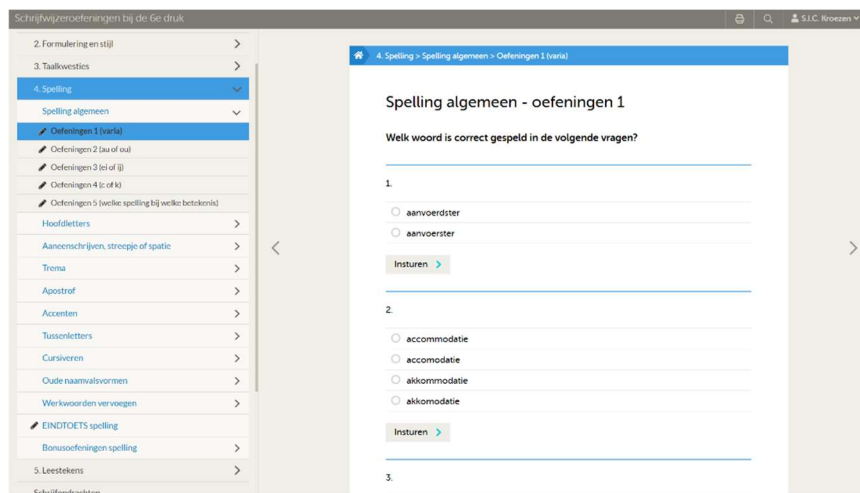 Schrijfwijzeroefeningen bij de 6e druk
S.J.C. Kroezen
2. Formulering en stijl
3. Taalkwesties
4. Spelling
Spelling algemeen
Oefeningen 1 (varia)
Oefeningen 2 (au of ou)
Oefeningen 3 (ei of ij)
Oefeningen 4 (c of k)
Oefeningen 5 (welke spelling bij welke betekenis)
Hoofdletters
Aaneenschrijven, streepje of spatie
Trema
Apostrof
Accenten
Tussenletters
Cursiveren
Oude naamvalsvormen
Werkwoorden vervoegen
EINDTOETS spelling
Bonusoefeningen spelling
5. Leestekens
Schrijfopdrachten
4. Spelling > Spelling algemeen > Oefeningen 1 (varia)
Spelling algemeen - oefeningen 1
Welk woord is correct gespeld in de volgende vragen?
1.
aanvoerdster
aanvoerster
Insturen
2.
accommodatie
accomodatie
akkommodatie
akkomodatie
Insturen
3.